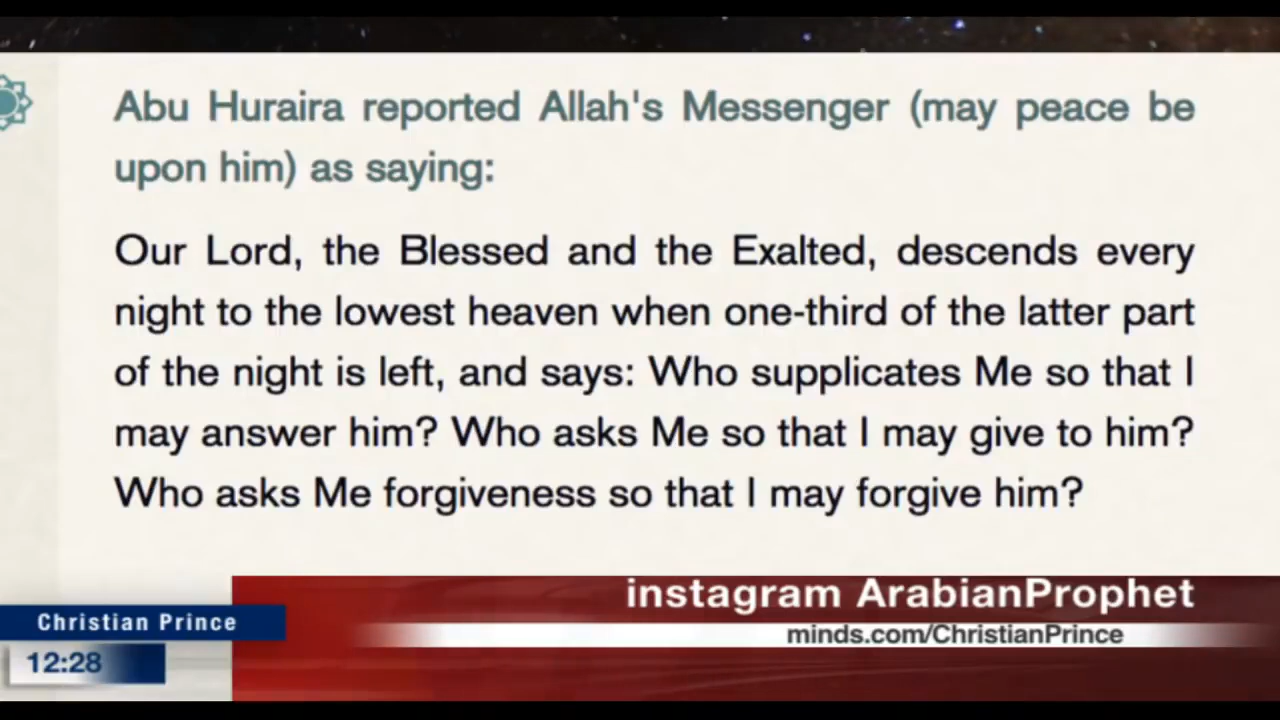 Abu Huraira reported Allah's Messenger (may peace be
upon him) as saying:
Our Lord, the Blessed and the Exalted, descends every
night to the lowest heaven when one-third of the latter part
of the night is left, and says: Who supplicates Me so that I
may answer him? Who asks Me so that I may give to him?
Who asks Me forgiveness so that I may forgive him?
instagram ArabianProphet
Christian Prince
minds.com/ChristianPrince
12:28